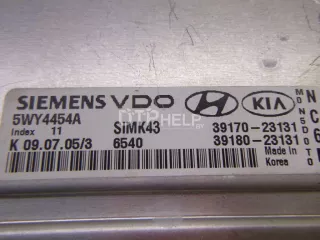 SIEMENS VDO HYUNDAI KIA
5WY4454A
Index 11 SiMK43 39170-23131
K 09.07.05/3 6540 39180-23131
Made in
Korea